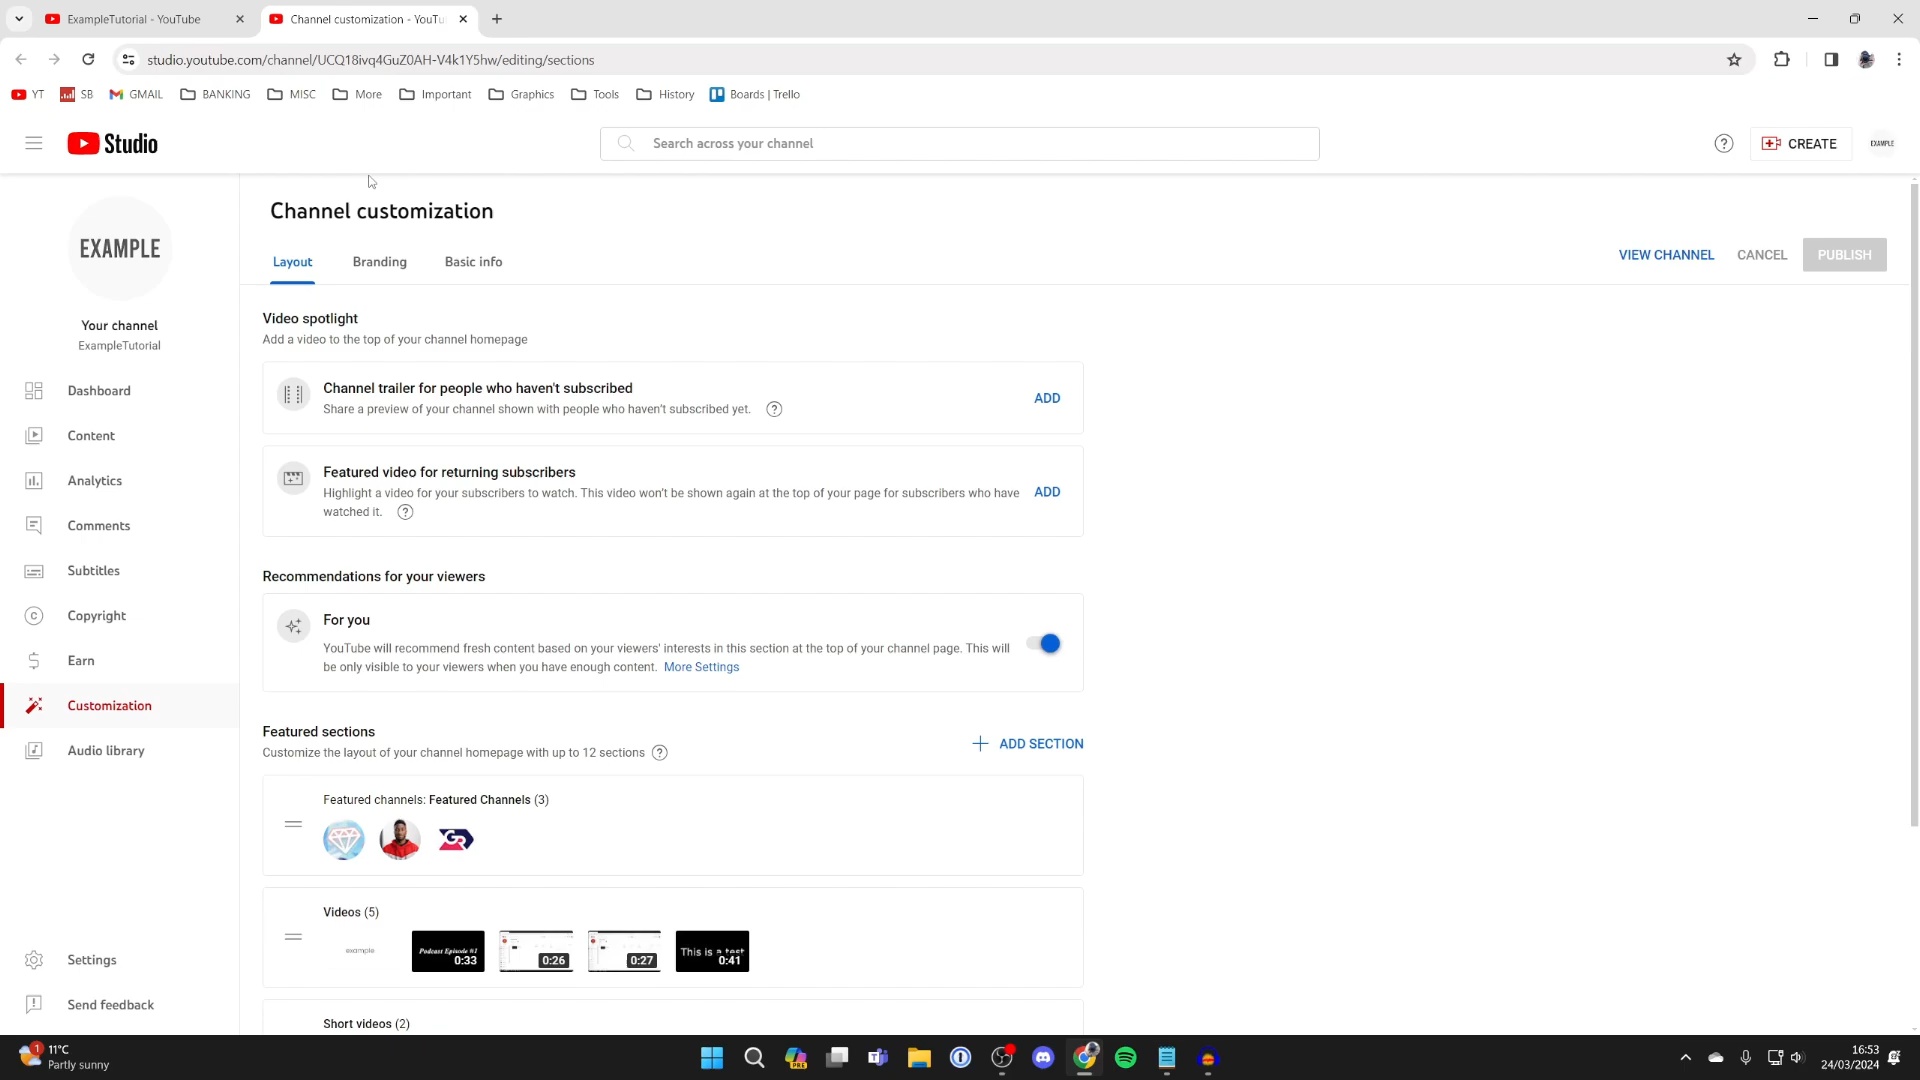 ExampleTutorial - YouTube
Channel customization - YouTu
studio.youtube.com/channel/UCQ18ivq4GuZ0AH-V4k1Y5hw/editing/sections
YT
SB
GMAIL
BANKING
MISC
More
Important
Graphics
Tools
History
Boards | Trello
Studio
Search across your channel
CREATE
EXAMPLE
Channel customization
Layout
Branding
Basic info
VIEW CHANNEL
CANCEL
PUBLISH
EXAMPLE
Your channel
ExampleTutorial
Dashboard
Content
Analytics
Comments
Subtitles
Copyright
Earn
Customization
Audio library
Settings
Send feedback
Video spotlight
Add a video to the top of your channel homepage
Channel trailer for people who haven't subscribed
Share a preview of your channel shown with people who haven't subscribed yet.
ADD
Featured video for returning subscribers
Highlight a video for your subscribers to watch. This video won't be shown again at the top of your page for subscribers who have
watched it.
ADD
Recommendations for your viewers
For you
YouTube will recommend fresh content based on your viewers' interests in this section at the top of your channel page. This will
be only visible to your viewers when you have enough content. More Settings
Featured sections
Customize the layout of your channel homepage with up to 12 sections
ADD SECTION
Featured channels: Featured Channels (3)
GR
Videos (5)
example
Podcast Episode #1
0:33
0:26
0:27
This is a test
0:41
Short videos (2)
1
11°C
Partly sunny
PRE
16:53
24/03/2024